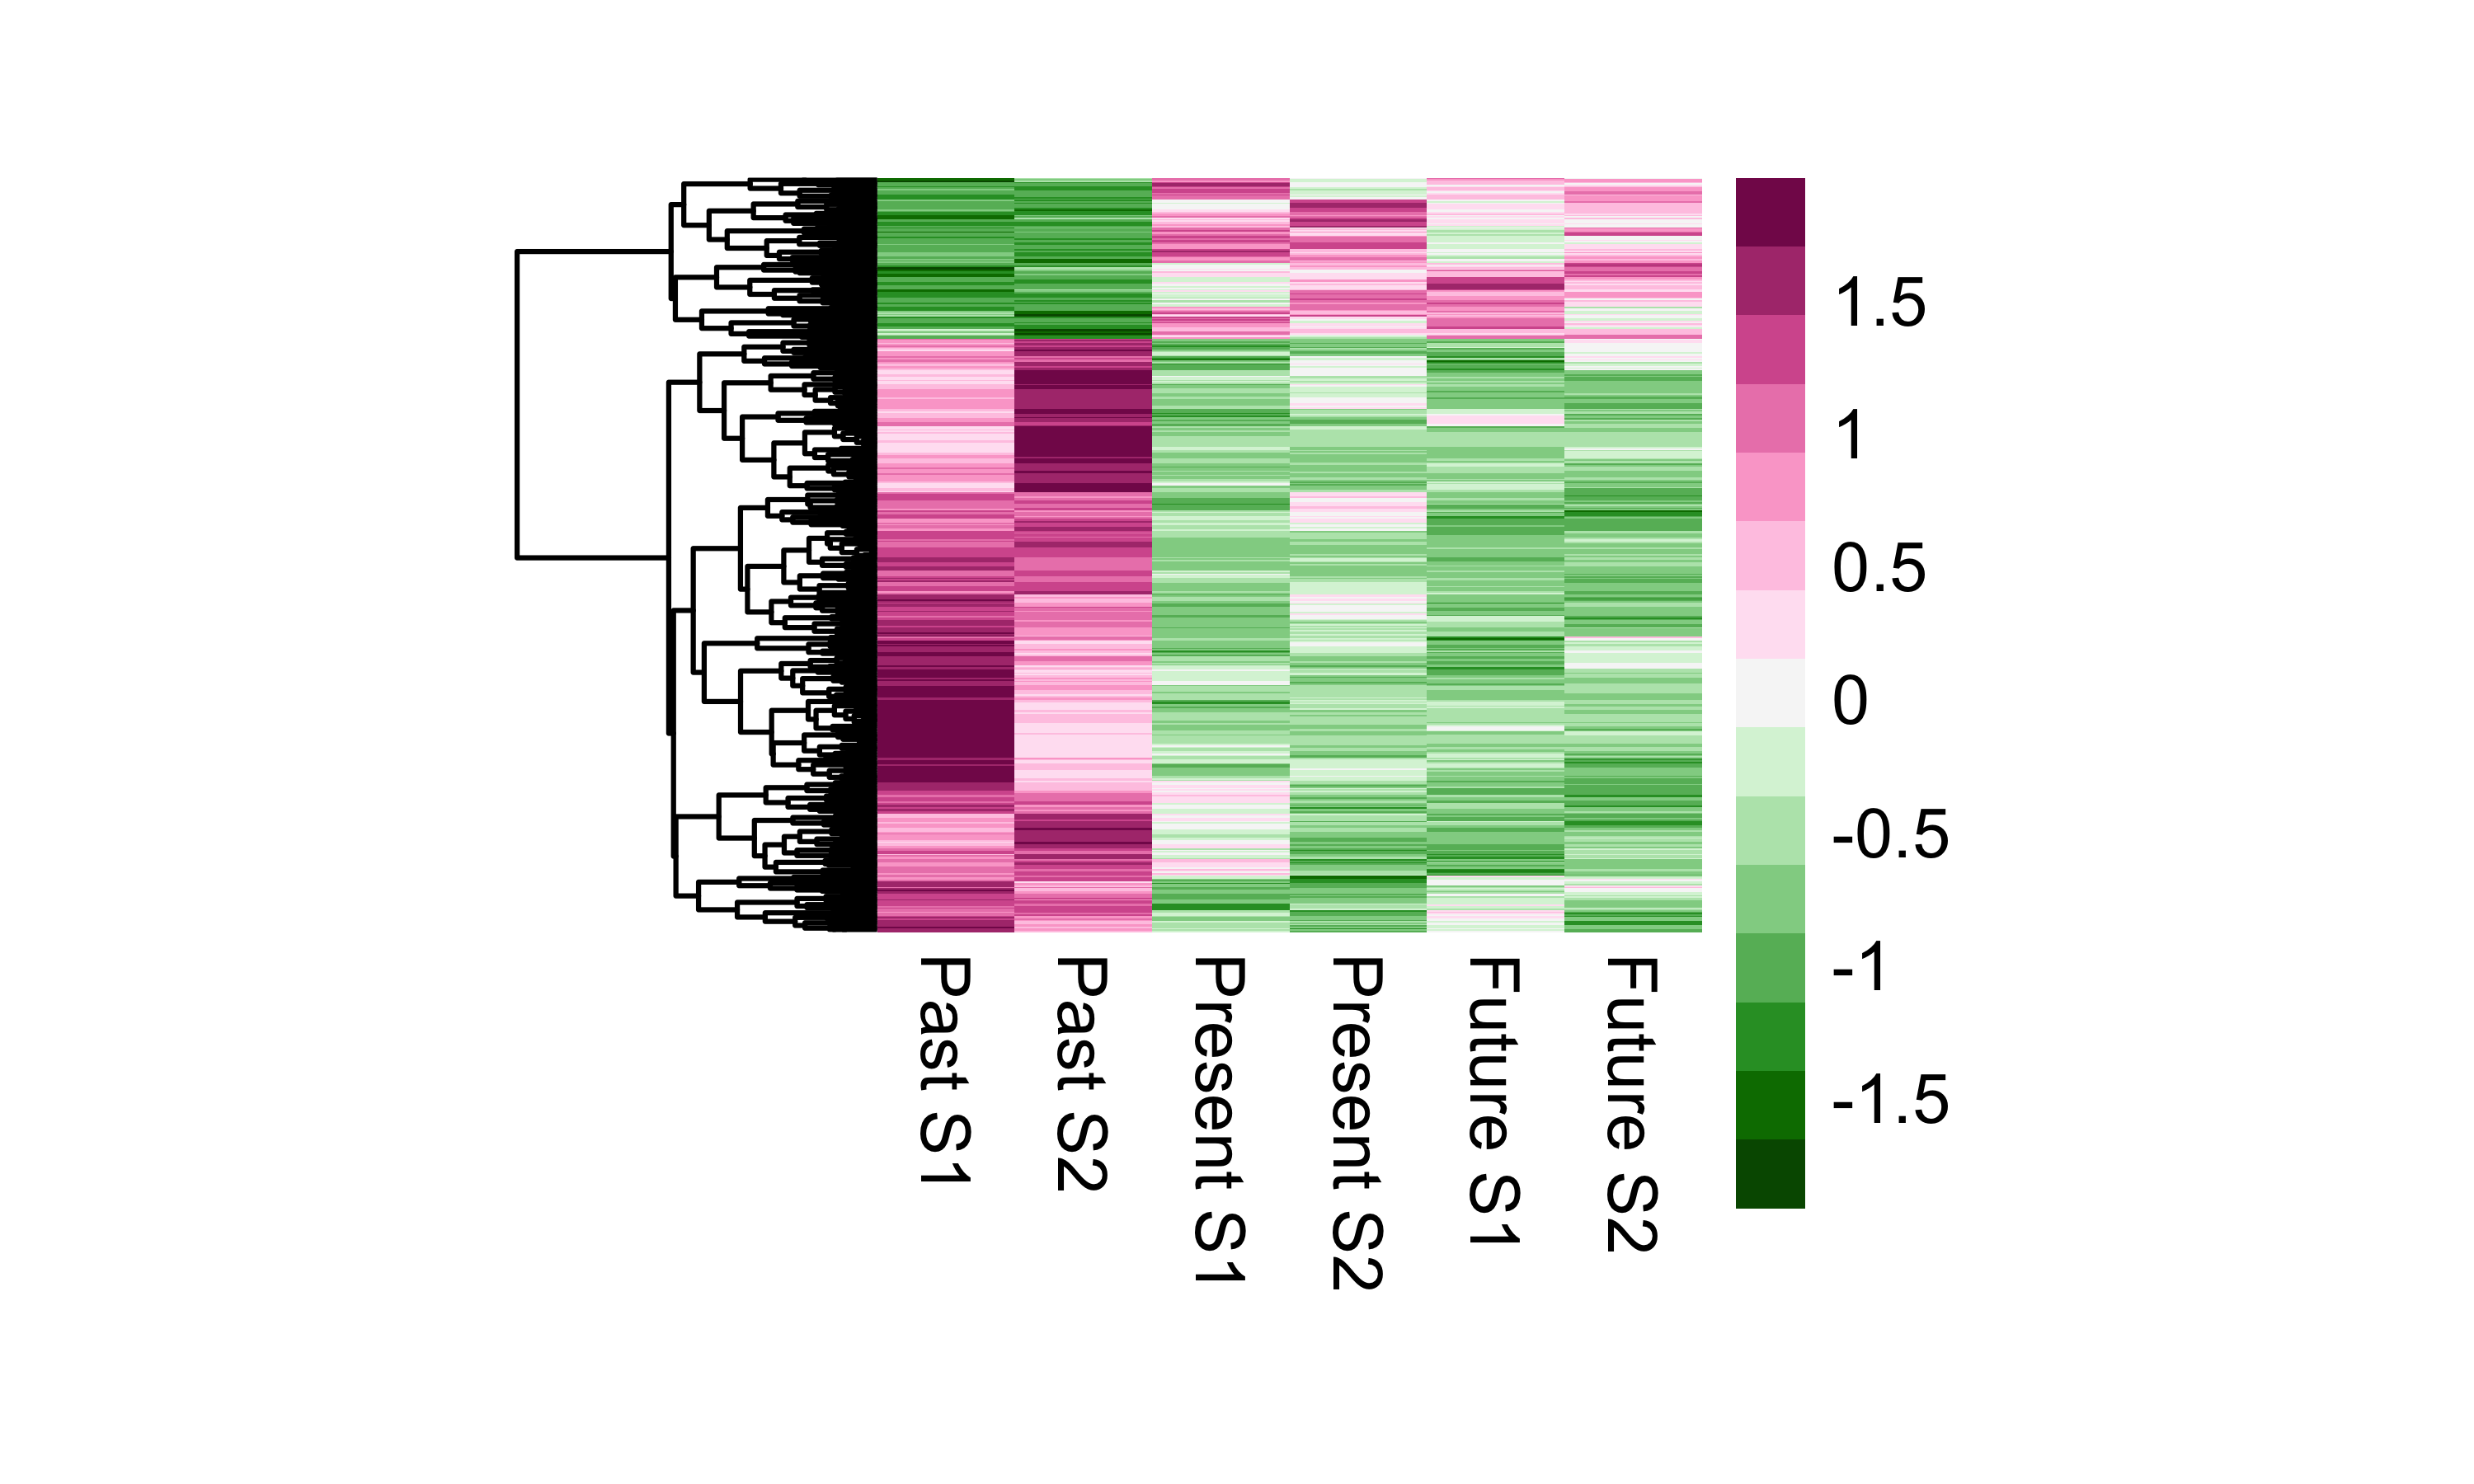 1.5
1
0.5
0
-0.5
-1
-1.5
Past S1
Past S2
Present S1
Present S2
Future S1
Future S2